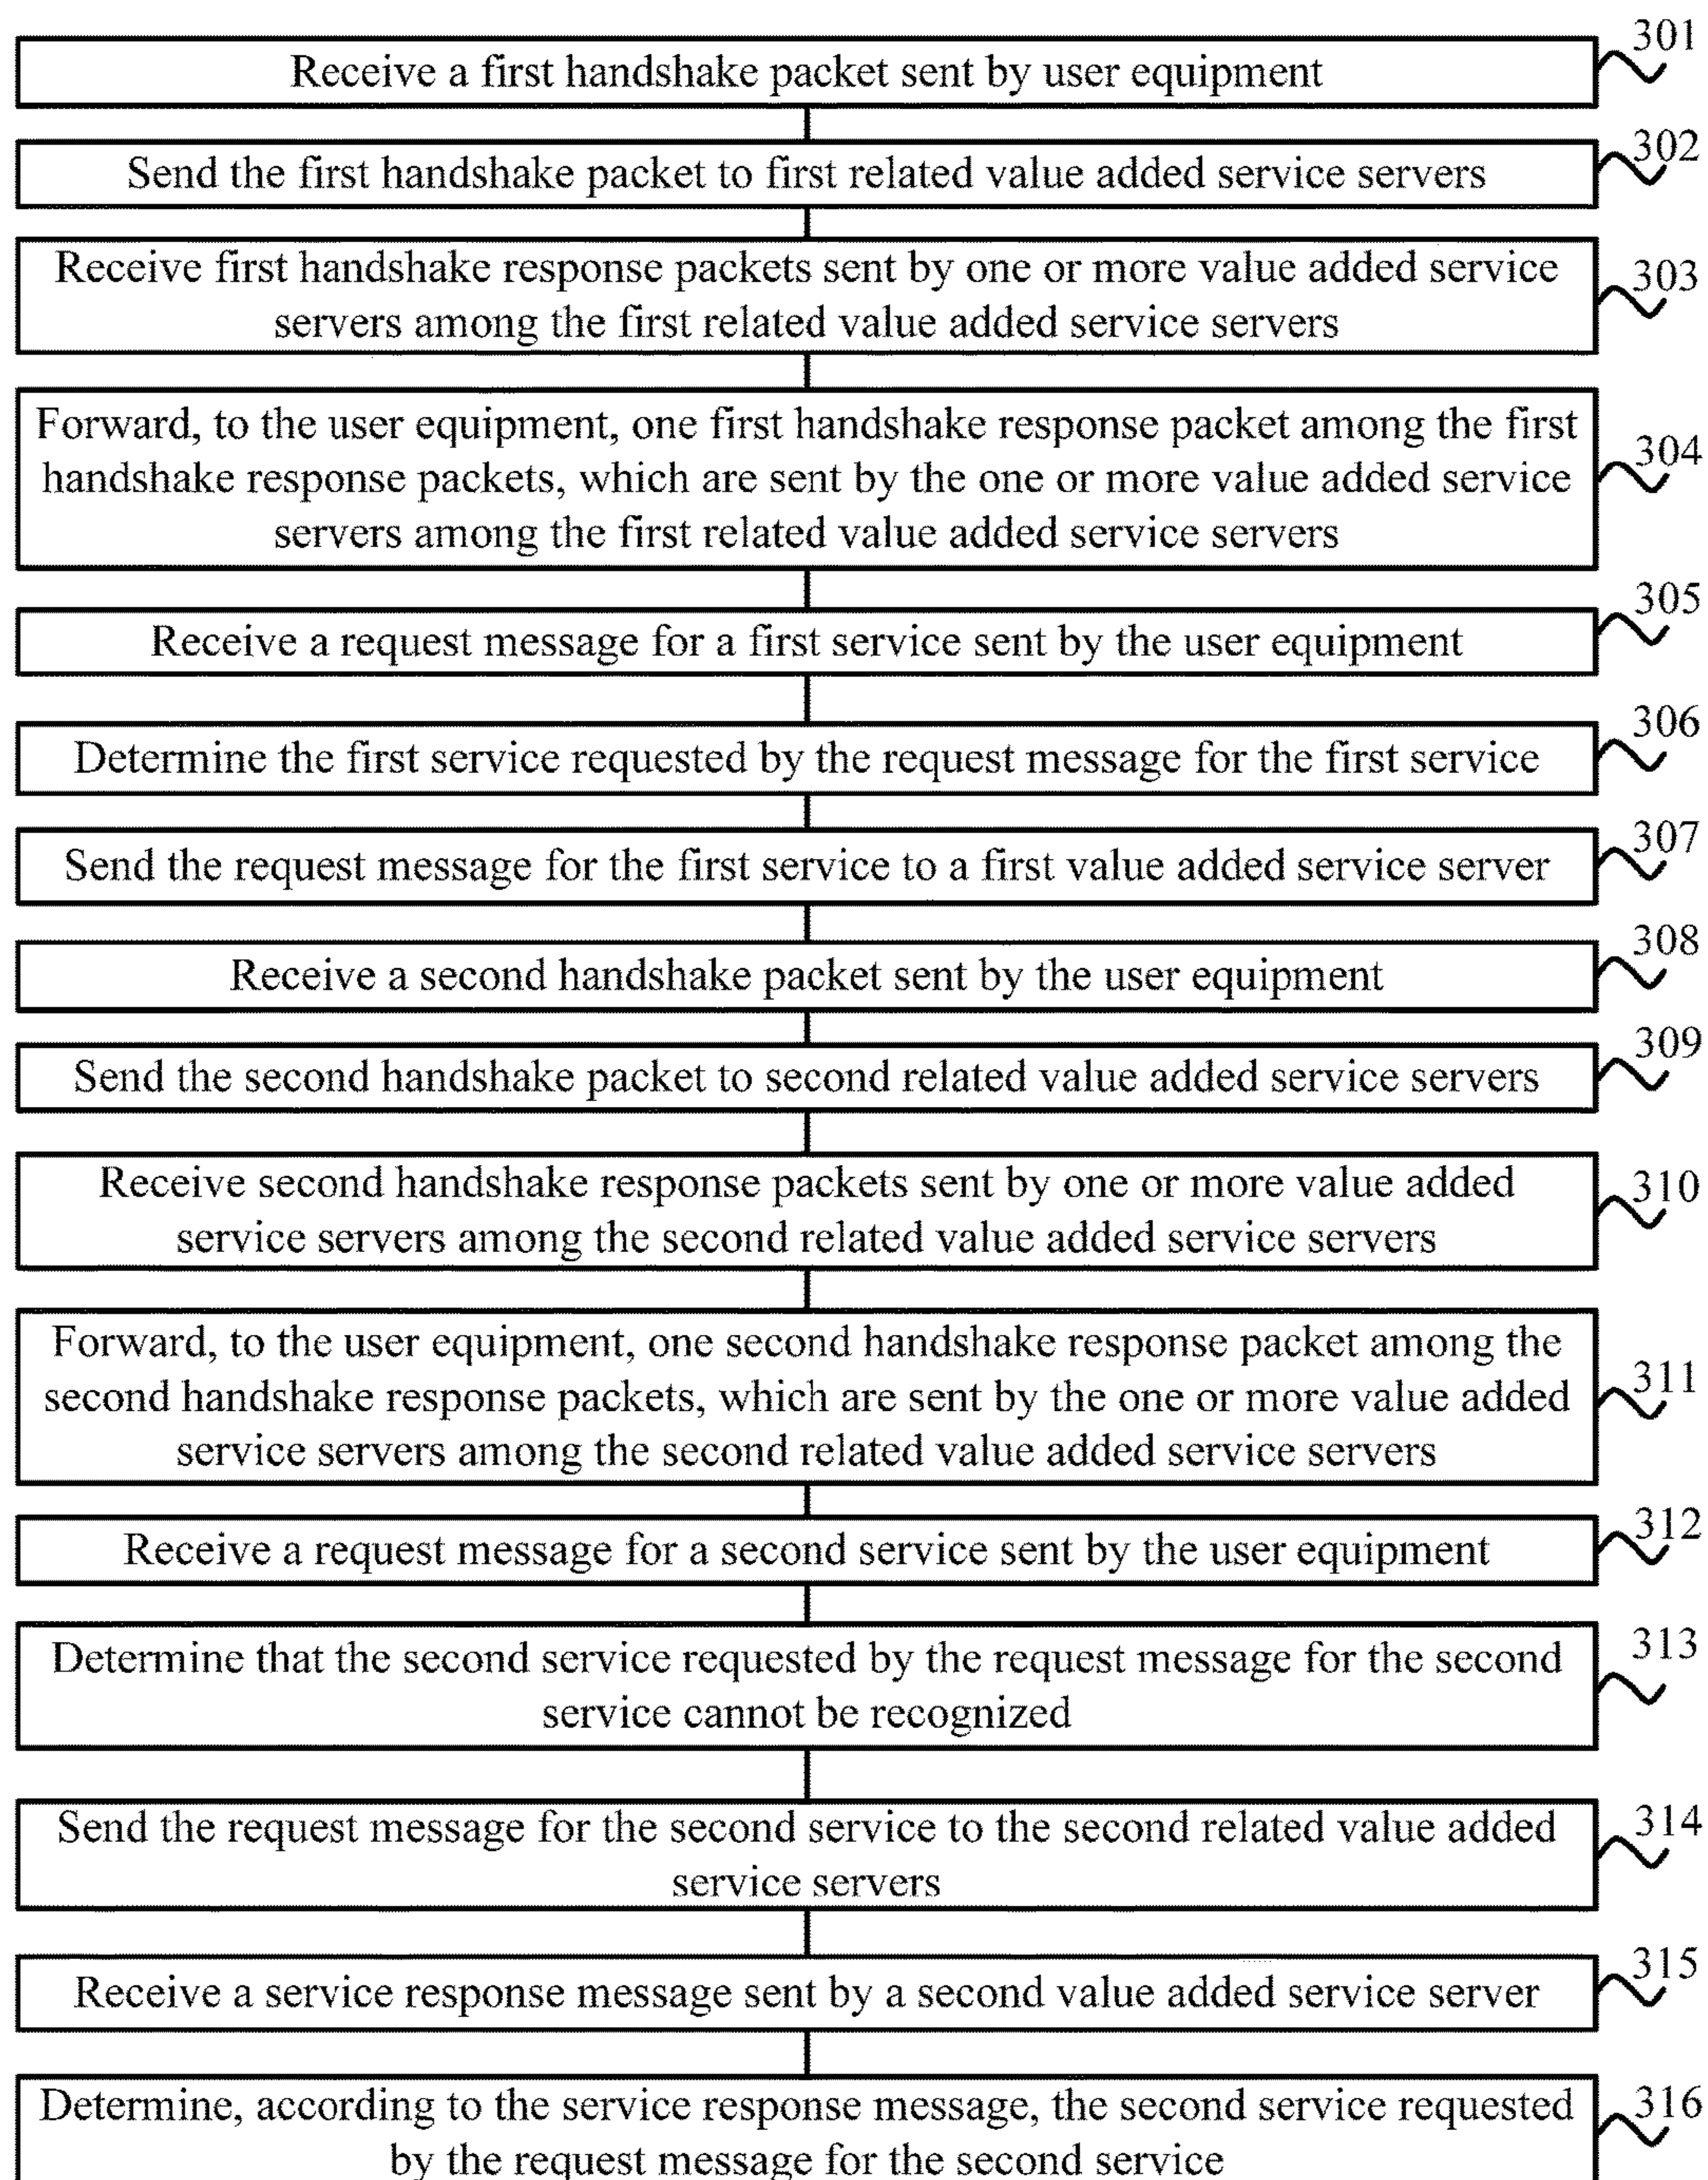 301
Receive a first handshake packet sent by user equipment
302
Send the first handshake packet to first related value added service servers
303
Receive first handshake response packets sent by one or more value added service
servers among the first related value added service servers
304
Forward, to the user equipment, one first handshake response packet among the first
handshake response packets, which are sent by the one or more value added service
servers among the first related value added service servers
305
Receive a request message for a first service sent by the user equipment
306
Determine the first service requested by the request message for the first service
307
Send the request message for the first service to a first value added service server
308
Receive a second handshake packet sent by the user equipment
309
Send the second handshake packet to second related value added service servers
310
Receive second handshake response packets sent by one or more value added
service servers among the second related value added service servers
311
Forward, to the user equipment, one second handshake response packet among the
second handshake response packets, which are sent by the one or more value added
service servers among the second related value added service servers
312
Receive a request message for a second service sent by the user equipment
313
Determine that the second service requested by the request message for the second
service cannot be recognized
314
Send the request message for the second service to the second related value added
service servers
315
Receive a service response message sent by a second value added service server
316
Determine, according to the service response message, the second service requested
by the request message for the second service